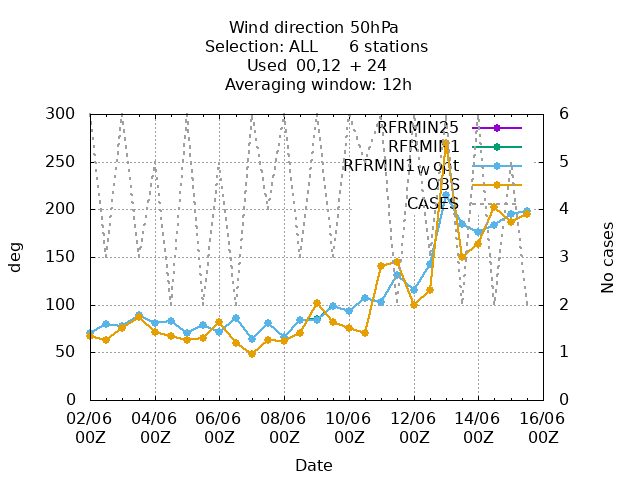 Wind direction 50hPa
Selection: ALL 6 stations
Used 00,12 + 24
Averaging window: 12h
300 6
RFRMIN25
RFRMIN1
250 5
RFRMIN1_W opt
OBS
200 4
CASES
150 3
deg
No cases
100 2
50 1
0 0
02/06 04/06 06/06 08/06 10/06 12/06 14/06 16/06
00Z 00Z 00Z 00Z 00Z 00Z 00Z 00Z
Date